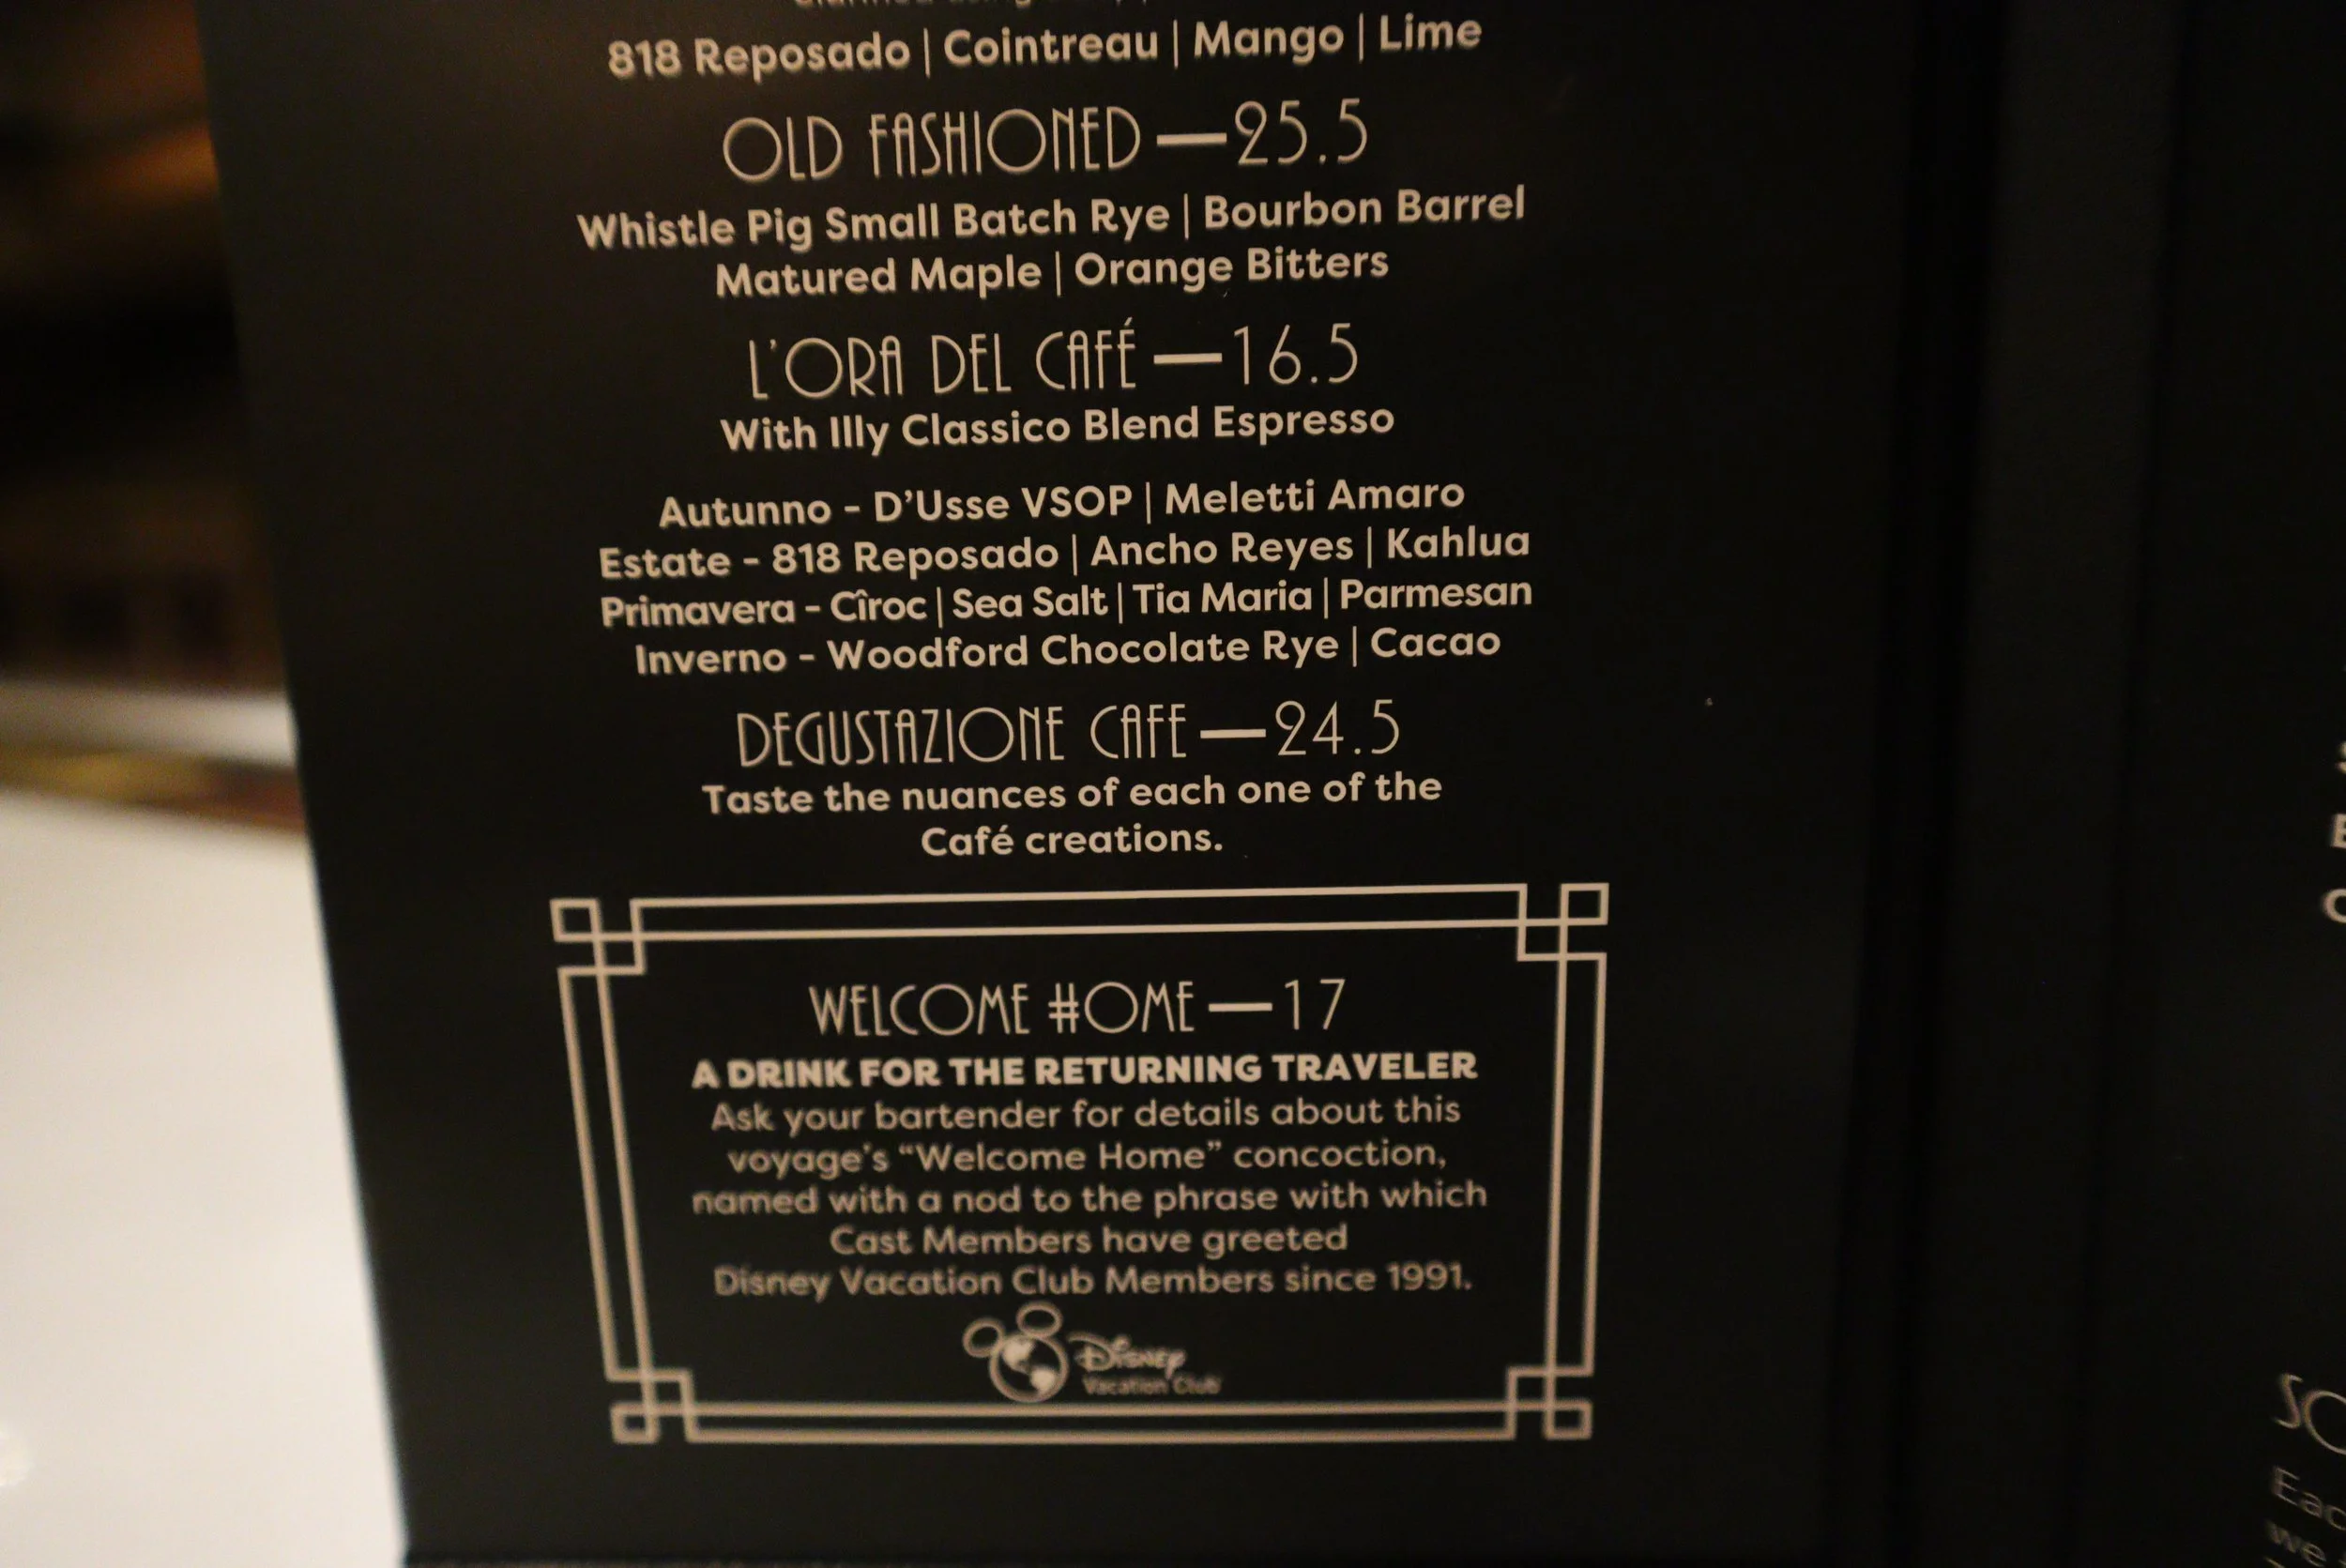 818 Reposado | Cointreau | Mango | Lime
OLD FASHIONED — 25.5
Whistle Pig Small Batch Rye | Bourbon Barrel
Matured Maple | Orange Bitters
L'ORA DEL CAFÉ — 16.5
With Illy Classico Blend Espresso
Autunno - D'Usse VSOP | Meletti Amaro
Estate - 818 Reposado | Ancho Reyes | Kahlua
Primavera - Cîroc | Sea Salt | Tia Maria | Parmesan
Inverno - Woodford Chocolate Rye | Cacao
DEGUSTAZIONE CAFE — 24.5
Taste the nuances of each one of the
Café creations.
WELCOME #OME — 17
A DRINK FOR THE RETURNING TRAVELER
Ask your bartender for details about this
voyage's “Welcome Home” concoction,
named with a nod to the phrase with which
Cast Members have greeted
Disney Vacation Club Members since 1991.
Disney
Vacation Club